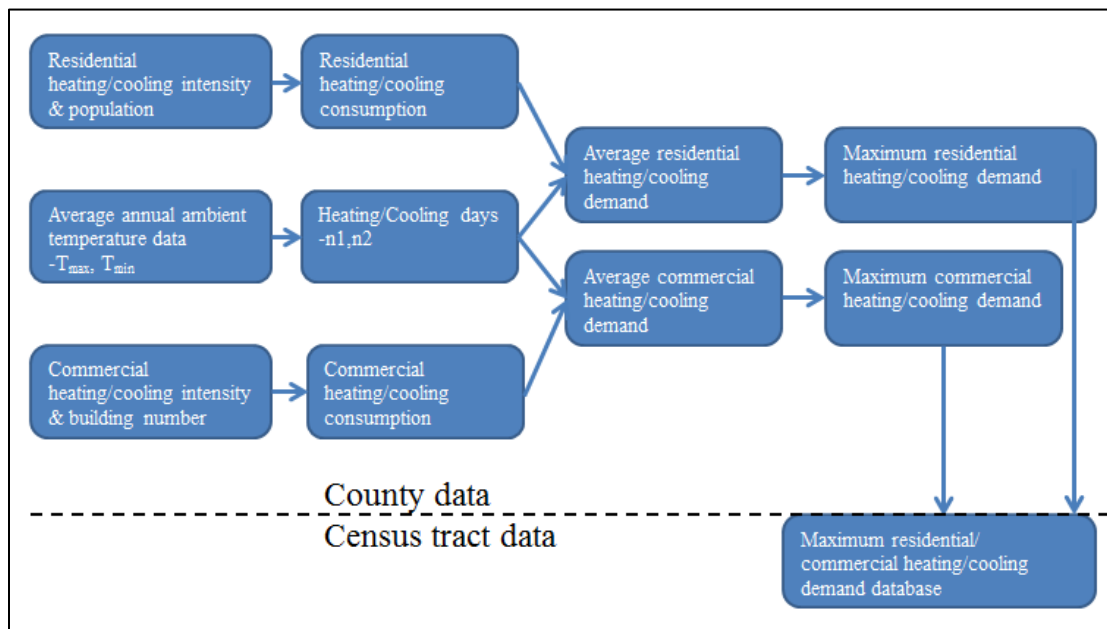 Residential
heating/cooling intensity
& population
Residential
heating/cooling
consumption
Average residential
heating/cooling
demand
Maximum residential
heating/cooling demand
Average annual ambient
temperature data
-Tmax, Tmin
Heating/Cooling days
-n1,n2
Average commercial
heating/cooling
demand
Maximum commercial
heating/cooling demand
Commercial
heating/cooling intensity
& building number
Commercial
heating/cooling
consumption
County data
Census tract data
Maximum residential/
commercial heating/cooling
demand database